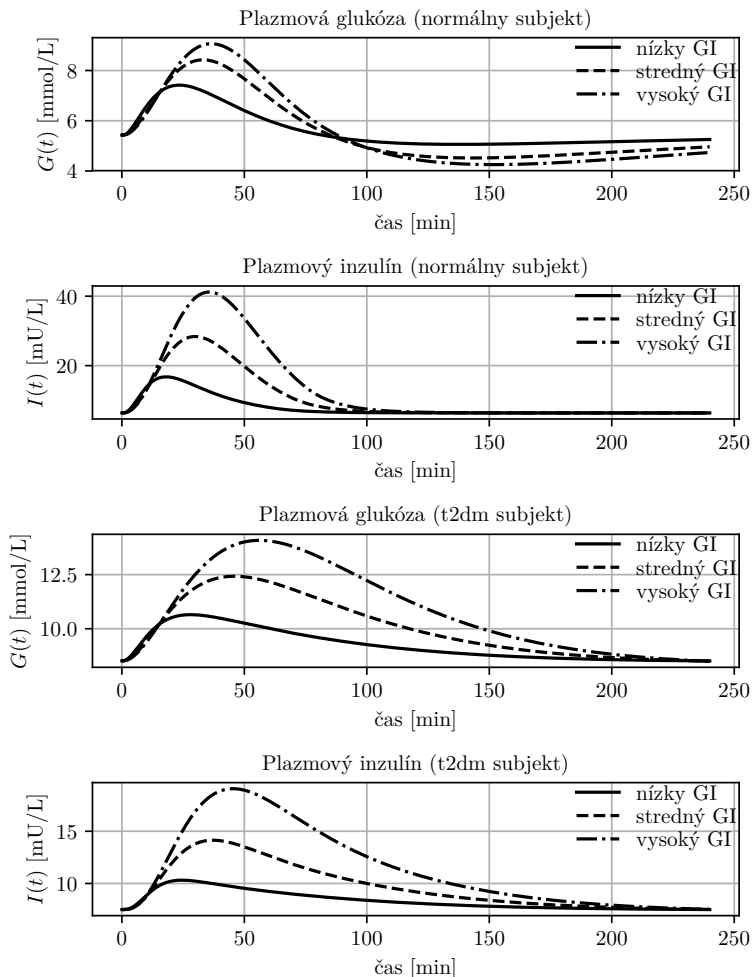 Plazmová glukóza (normálny subjekt)
G(t) [mmol/L]
8
6
4
nízky GI
stredný GI
vysoký GI
0 50 100 150 200 250
čas [min]
Plazmový inzulín (normálny subjekt)
I(t) [mU/L]
40
20
nízky GI
stredný GI
vysoký GI
0 50 100 150 200 250
čas [min]
Plazmová glukóza (t2dm subjekt)
G(t) [mmol/L]
12.5
10.0
nízky GI
stredný GI
vysoký GI
0 50 100 150 200 250
čas [min]
Plazmový inzulín (t2dm subjekt)
I(t) [mU/L]
15
10
nízky GI
stredný GI
vysoký GI
0 50 100 150 200 250
čas [min]